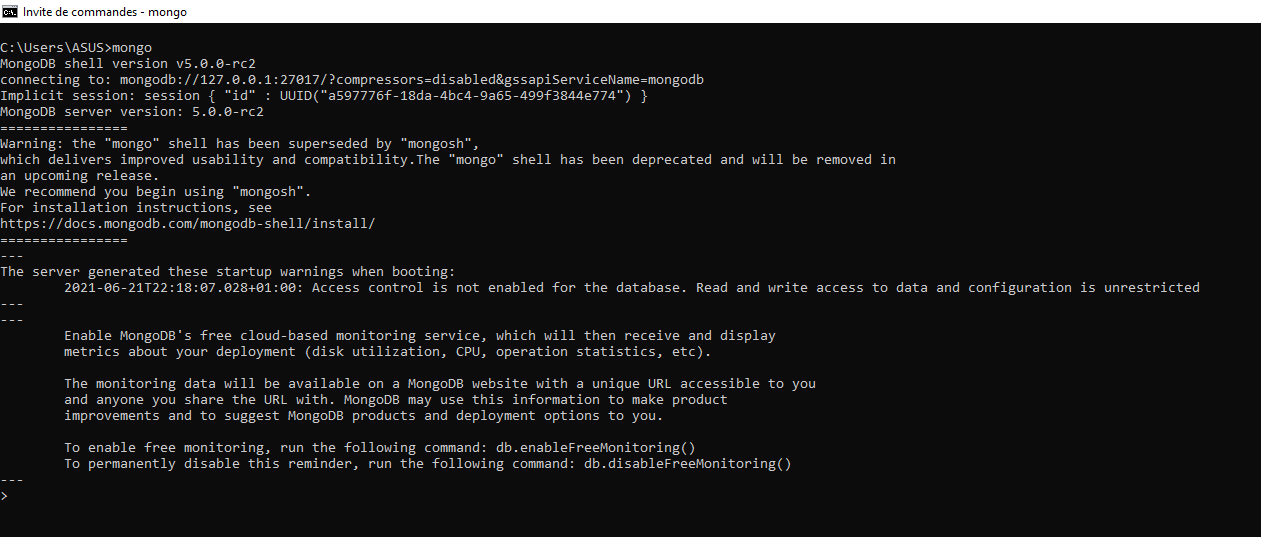 Invite de commandes - mongo
C:\Users\ASUS>mongo
MongoDB shell version v5.0.0-rc2
connecting to: mongodb://127.0.0.1:27017/?compressors=disabled&gssapiServiceName=mongodb
Implicit session: session { "id" : UUID("a597776f-18da-4bc4-9a65-499f3844e774") }
MongoDB server version: 5.0.0-rc2
================
Warning: the "mongo" shell has been superseded by "mongosh",
which delivers improved usability and compatibility.The "mongo" shell has been deprecated and will be removed in
an upcoming release.
We recommend you begin using "mongosh".
For installation instructions, see
https://docs.mongodb.com/mongodb-shell/install/
================
---
The server generated these startup warnings when booting:
        2021-06-21T22:18:07.028+01:00: Access control is not enabled for the database. Read and write access to data and configuration is unrestricted
---
---
        Enable MongoDB's free cloud-based monitoring service, which will then receive and display
        metrics about your deployment (disk utilization, CPU, operation statistics, etc).

        The monitoring data will be available on a MongoDB website with a unique URL accessible to you
        and anyone you share the URL with. MongoDB may use this information to make product
        improvements and to suggest MongoDB products and deployment options to you.

        To enable free monitoring, run the following command: db.enableFreeMonitoring()
        To permanently disable this reminder, run the following command: db.disableFreeMonitoring()
---
>